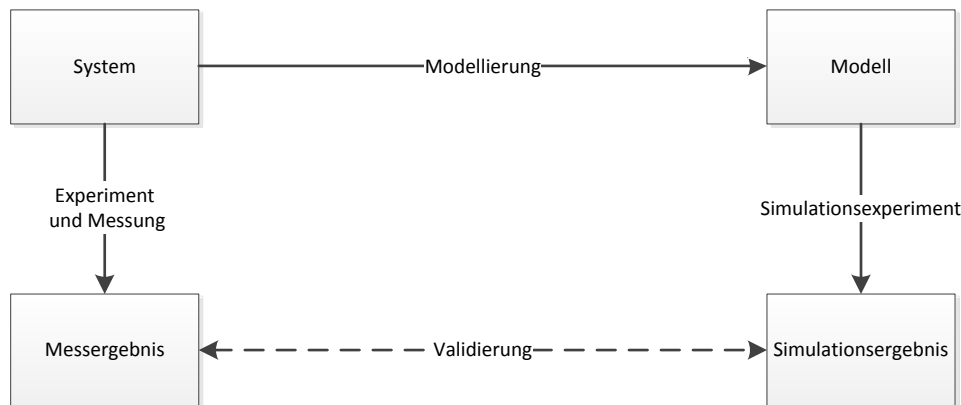 System
Modellierung
Modell
Experiment
und Messung
Simulationsexperiment
Messergebnis
Validierung
Simulationsergebnis